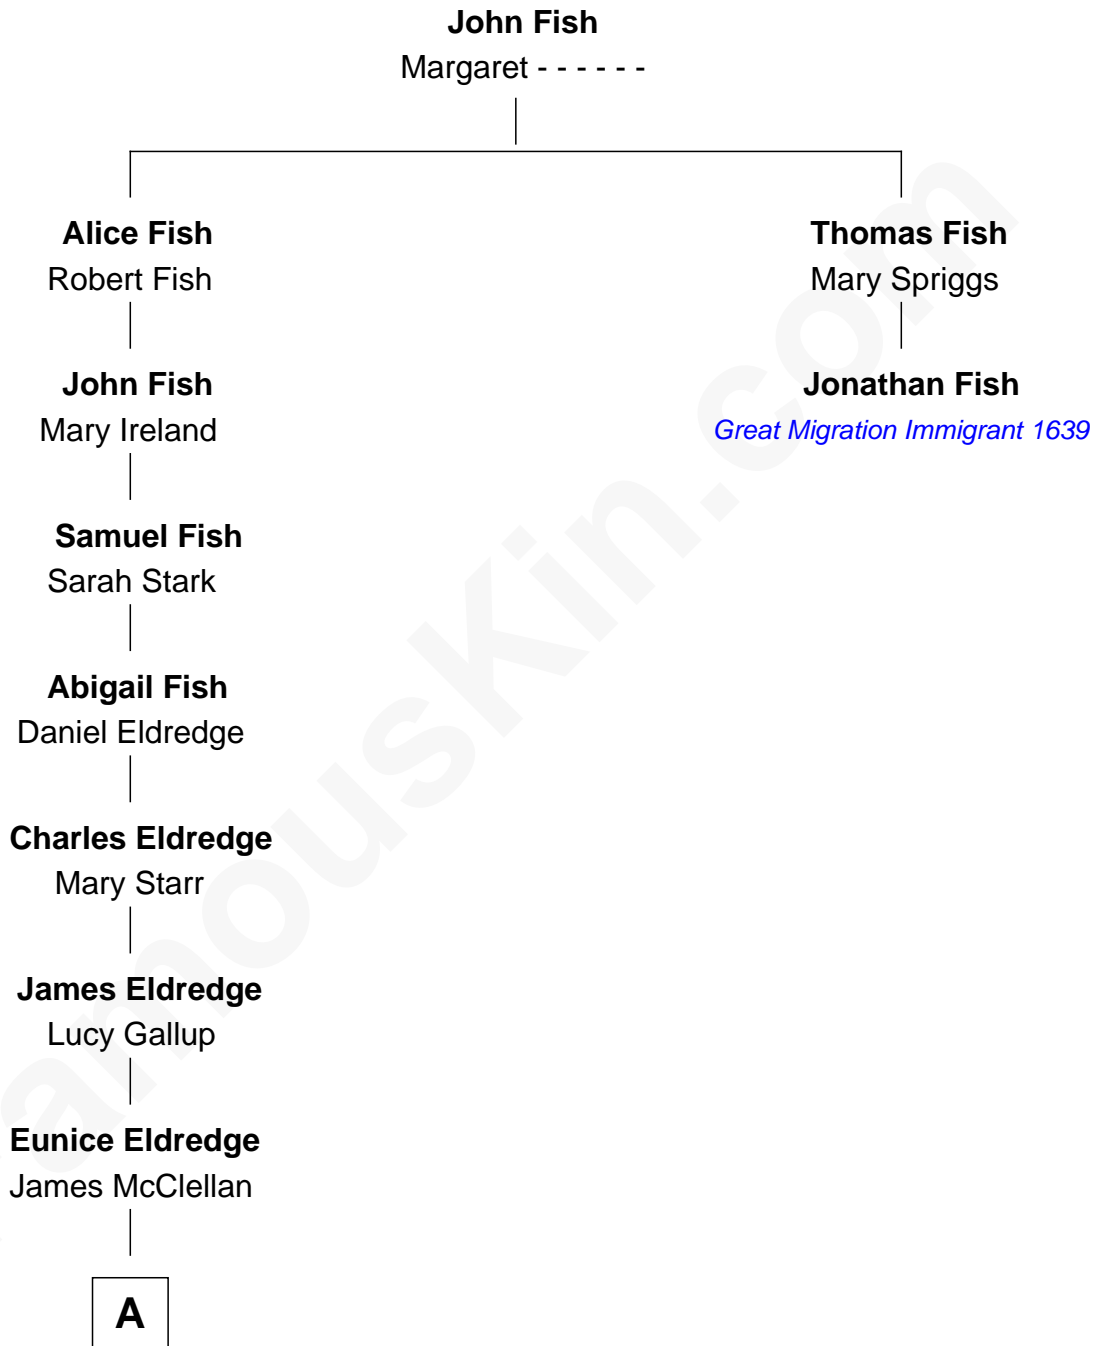 John Fish
Margaret - - - - - -
Alice Fish
Robert Fish
Thomas Fish
Mary Spriggs
John Fish
Mary Ireland
Jonathan Fish
Great Migration Immigrant 1639
Samuel Fish
Sarah Stark
Abigail Fish
Daniel Eldredge
Charles Eldredge
Mary Starr
James Eldredge
Lucy Gallup
Eunice Eldredge
James McClellan
A
amousKin.com